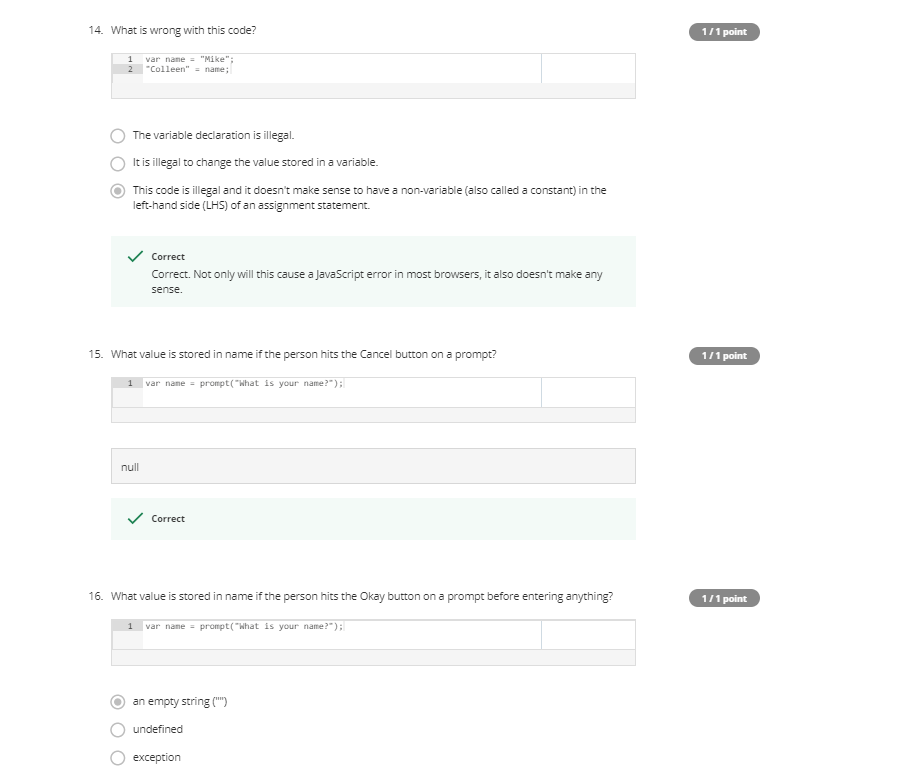 14. What is wrong with this code?
1 / 1 point
1 var name = "Mike";
2 "Colleen" = name;
The variable declaration is illegal.
It is illegal to change the value stored in a variable.
This code is illegal and it doesn't make sense to have a non-variable (also called a constant) in the
left-hand side (LHS) of an assignment statement.
Correct
Correct. Not only will this cause a JavaScript error in most browsers, it also doesn't make any
sense.
15. What value is stored in name if the person hits the Cancel button on a prompt?
1 / 1 point
1 var name = prompt("What is your name?");
null
Correct
16. What value is stored in name if the person hits the Okay button on a prompt before entering anything?
1 / 1 point
1 var name = prompt("What is your name?");
an empty string ("")
undefined
exception